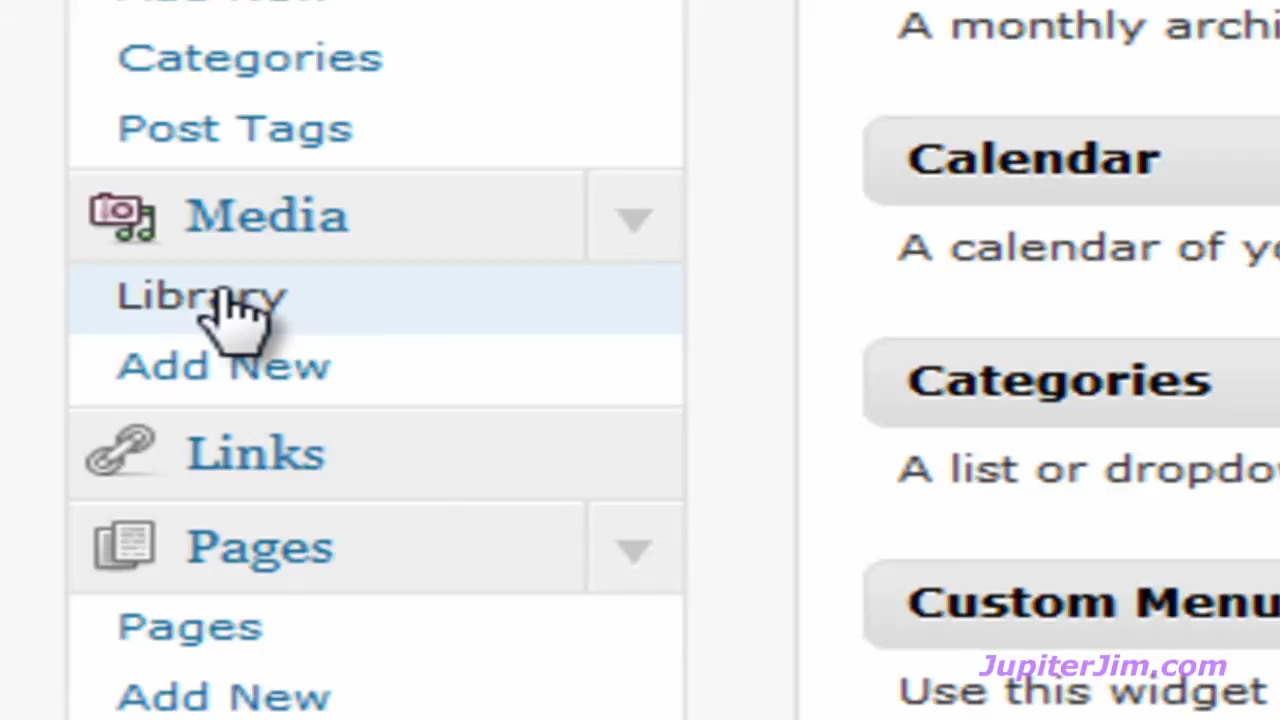 Categories
Post Tags
Media
Library
Add New
Links
Pages
Pages
Add New
A monthly archi
Calendar
A calendar of yo
Categories
A list or dropdo
Custom Menu
Use this widget
JupiterJim.com